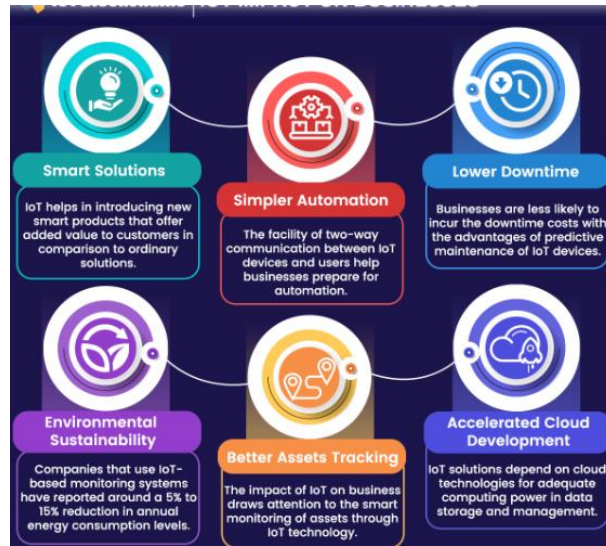 IOT IMPACT FOR BUSINESSES
Smart Solutions
IoT helps in introducing new
smart products that offer
added value to customers in
comparison to ordinary
solutions.
Simpler Automation
The facility of two-way
communication between IoT
devices and users help
businesses prepare for
automation.
Lower Downtime
Businesses are less likely to
incur the downtime costs with
the advantages of predictive
maintenance of IoT devices.
Environmental
Sustainability
Companies that use IoT-
based monitoring systems
have reported around a 5% to
15% reduction in annual
energy consumption levels.
Better Assets Tracking
The impact of IoT on business
draws attention to the smart
monitoring of assets through
IoT technology.
Accelerated Cloud
Development
IoT solutions depend on cloud
technologies for adequate
computing power in data
storage and management.